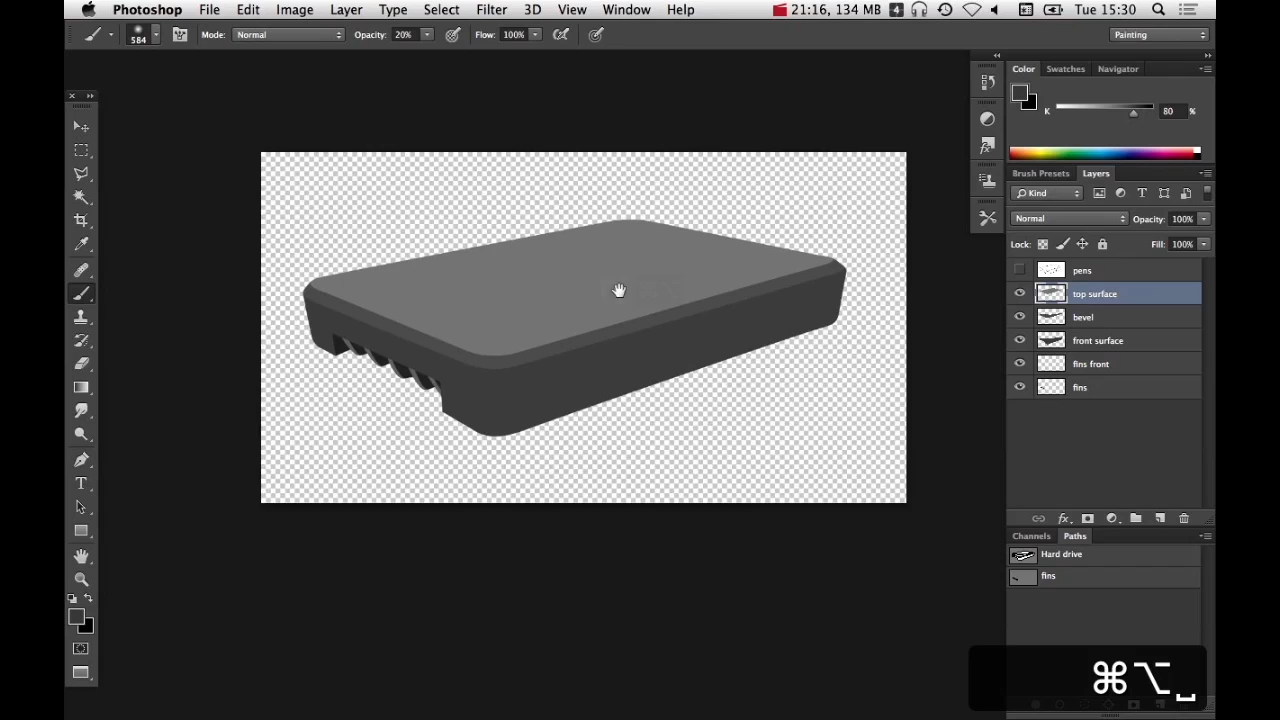 Photoshop File Edit Image Layer Type Select Filter 3D View Window Help 21:16, 134 MB 4 Tue 15:30
584 Mode: Normal Opacity: 20% Flow: 100% Painting
Color Swatches Navigator
K 80 %
Brush Presets Layers
Kind
Normal Opacity: 100%
Lock: Fill: 100%
pens
top surface
bevel
front surface
fins front
fins
fx
Channels Paths
Hard drive
fins
⌘⌥␣